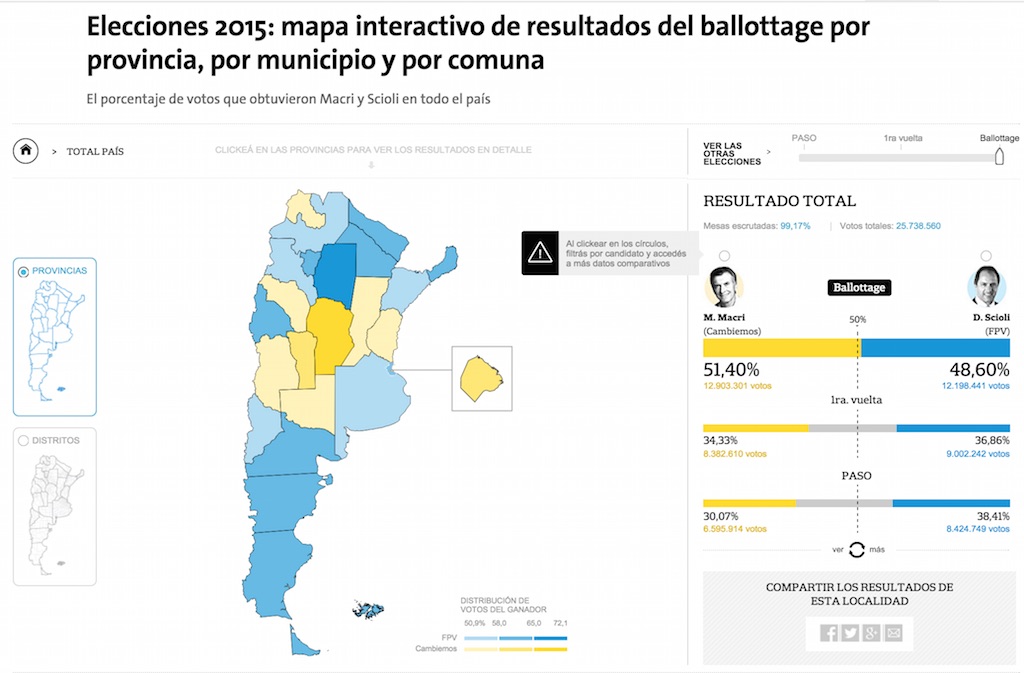 Elecciones 2015: mapa interactivo de resultados del ballottage por
provincia, por municipio y por comuna
El porcentaje de votos que obtuvieron Macri y Scioli en todo el país
> TOTAL PAÍS
CLICKEÁ EN LAS PROVINCIAS PARA VER LOS RESULTADOS EN DETALLE
VER LAS
OTRAS
ELECCIONES
>
PASO 1ra vuelta Ballottage
PROVINCIAS
DISTRITOS
Al clickear en los círculos,
filtrás por candidato y accedés
a más datos comparativos
RESULTADO TOTAL
Mesas escrutadas: 99,17% | Votos totales: 25.738.560
Ballottage
M. Macri
(Cambiemos)
D. Scioli
(FPV)
50%
51,40% 48,60%
12.903.301 votos 12.198.441 votos
1ra. vuelta
34,33% 36,86%
8.382.610 votos 9.002.242 votos
PASO
30,07% 38,41%
6.595.914 votos 8.424.749 votos
ver más
COMPARTIR LOS RESULTADOS DE
ESTA LOCALIDAD
DISTRIBUCIÓN DE
VOTOS DEL GANADOR
50,9% 58,0 65,0 72,1
FPV
Cambiemos